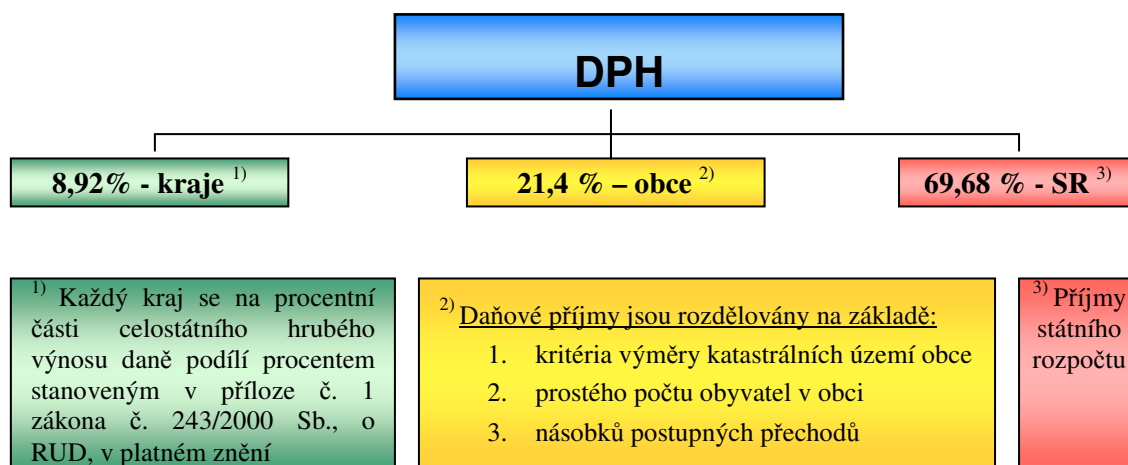 DPH
8,92% - kraje 1)
21,4 % – obce 2)
69,68 % - SR 3)
1) Každý kraj se na procentní
části celostátního hrubého
výnosu daně podílí procentem
stanoveným v příloze č. 1
zákona č. 243/2000 Sb., o
RUD, v platném znění
2) Daňové příjmy jsou rozdělovány na základě:
1. kritéria výměry katastrálních území obce
2. prostého počtu obyvatel v obci
3. násobků postupných přechodů
3) Příjmy
státního
rozpočtu